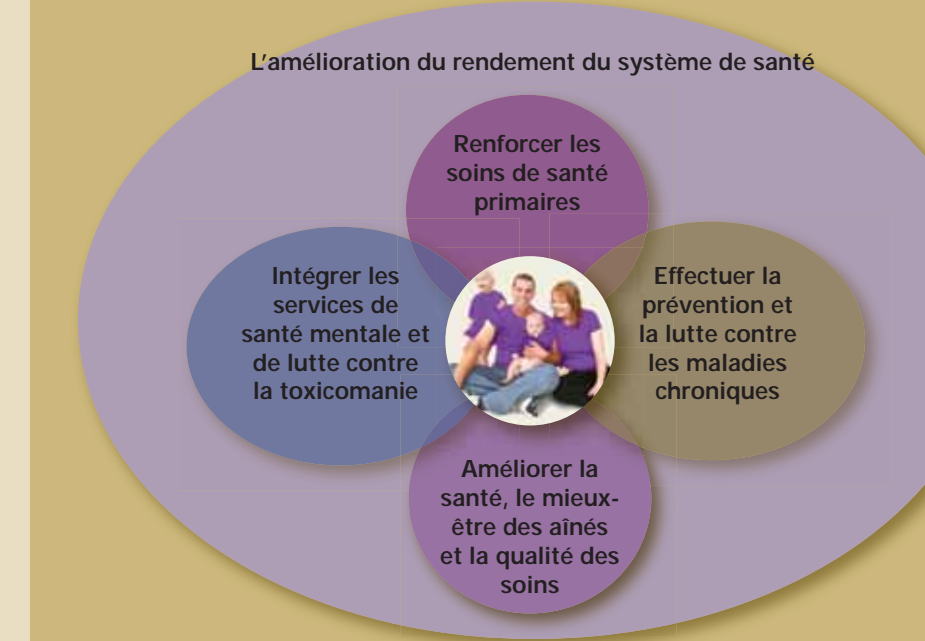 L'amélioration du rendement du système de santé
Renforcer les
soins de santé
primaires
Intégrer les
services de
santé mentale et
de lutte contre
la toxicomanie
Effectuer la
prévention et
la lutte contre
les maladies
chroniques
Améliorer la
santé, le mieux-
être des aînés
et la qualité des
soins